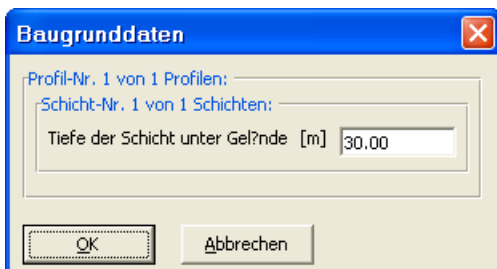 Baugrunddaten
Profil-Nr. 1 von 1 Profilen:
Schicht-Nr. 1 von 1 Schichten:
Tiefe der Schicht unter Gel?nde [m] 30.00
OK Abbrechen